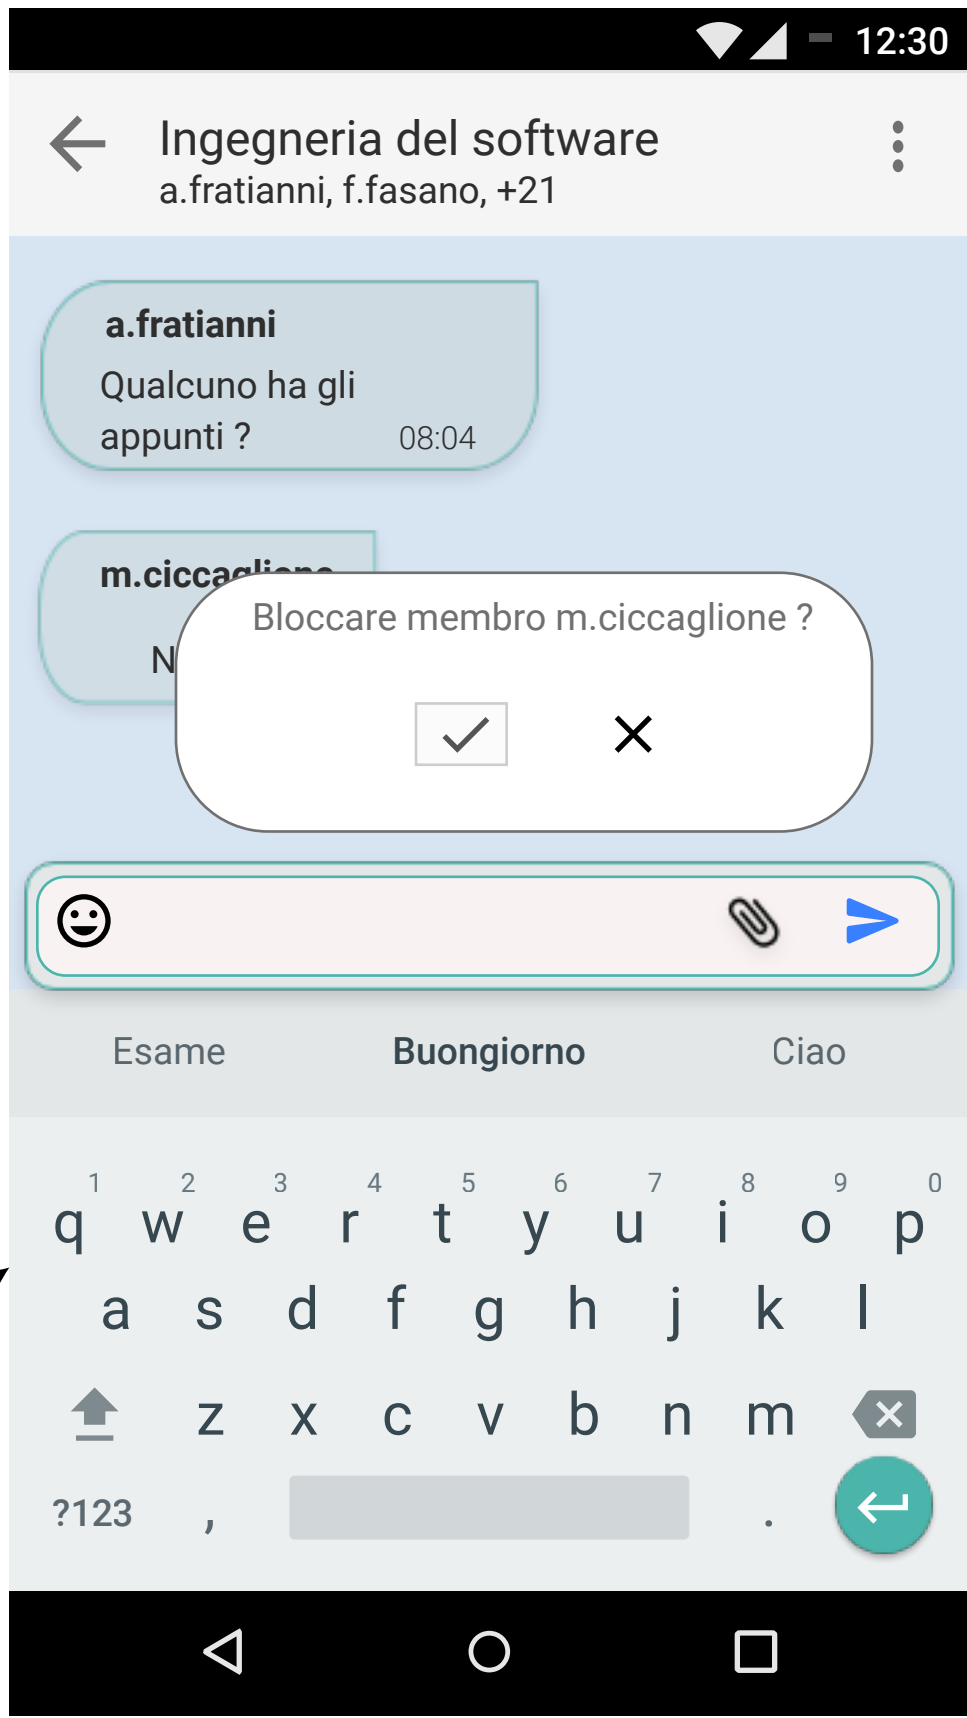 12:30
Ingegneria del software
a.fratianni, f.fasano, +21
a.fratianni
Qualcuno ha gli
appunti ? 08:04
m.ciccaglione
Bloccare membro m.ciccaglione ?
Esame Buongiorno Ciao
1 2 3 4 5 6 7 8 9 0
q w e r t y u i o p
a s d f g h j k l
z x c v b n m
?123 , .